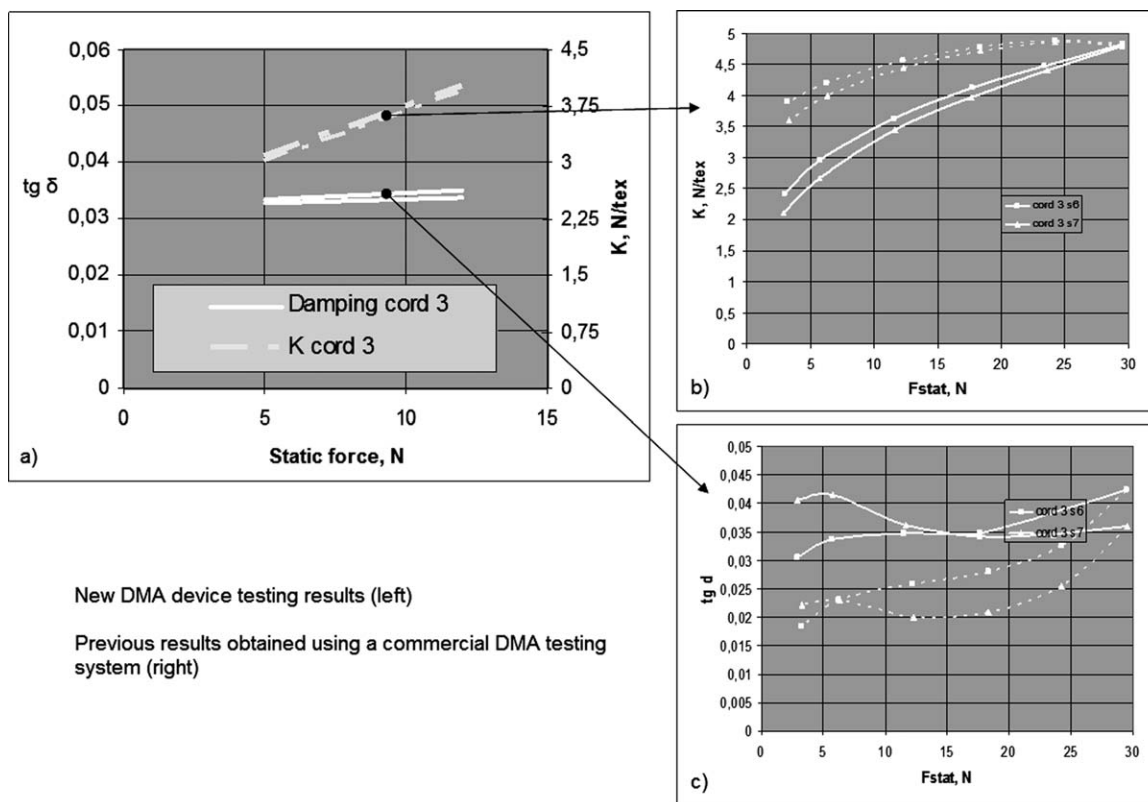 0,06
0,05
0,04
0,03
0,02
0,01
0
tg δ
4,5
3,75
3
2,25
1,5
0,75
0
K, N/tex
Damping cord 3
K cord 3
0 5 10 15
Static force, N
a)
5
4,5
4
3,5
3
2,5
2
1,5
1
0,5
0
K, N/tex
cord 3 s6
cord 3 s7
0 5 10 15 20 25 30
Fstat, N
b)
0,05
0,045
0,04
0,035
0,03
0,025
0,02
0,015
0,01
0,005
0
tg d
cord 3 s6
cord 3 s7
0 5 10 15 20 25 30
Fstat, N
c)
New DMA device testing results (left)
Previous results obtained using a commercial DMA testing
system (right)